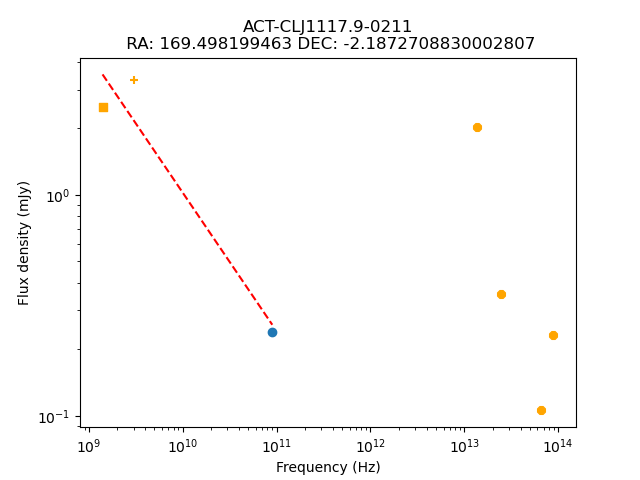 ACT-CLJ1117.9-0211
RA: 169.498199463 DEC: -2.1872708830002807
Flux density (mJy)
10⁰
10⁻¹
10⁹ 10¹⁰ 10¹¹ 10¹² 10¹³ 10¹⁴
Frequency (Hz)